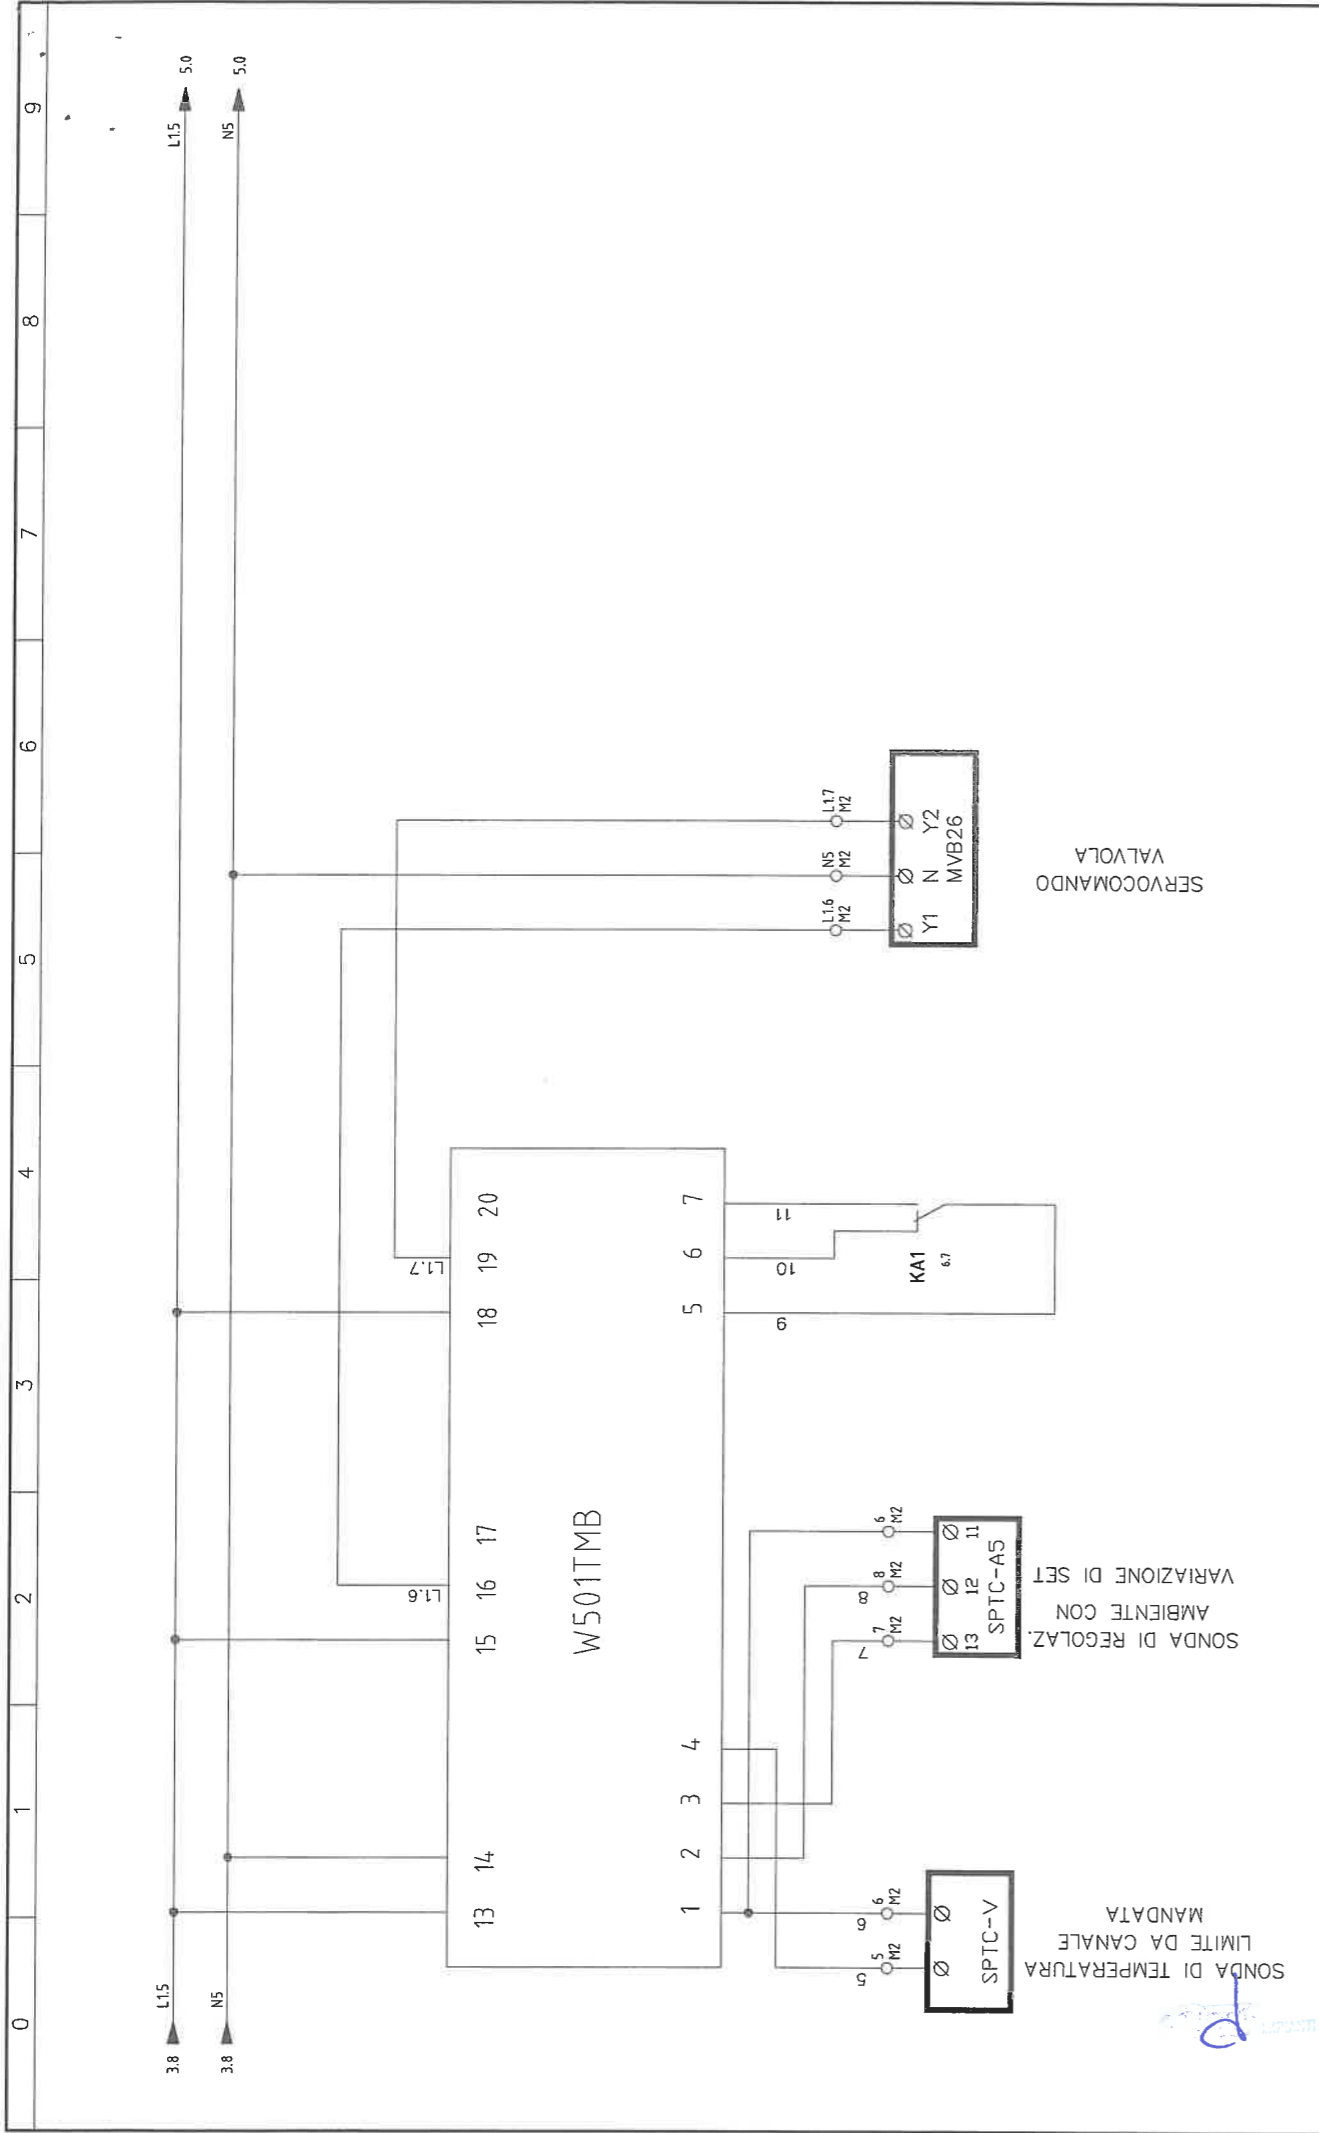 0 1 2 3 4 5 6 7 8 9
3.8 L1.5 L1.5 5.0
3.8 N5 N5 5.0
L1.6 L1.7
13 14 15 16 17 18 19 20
W501TMB
1 2 3 4 5 6 7
9 10 11
KA1
6.7
5 6 7 8
5 6 7 8 6
M2 M2 M2 M2 M2
L1.6 N5 L1.7
M2 M2 M2
Y1 N Y2
MVB26
SERVOCOMANDO
VALVOLA
13 12 11
SPTC-A5
SONDA DI REGOLAZ.
AMBIENTE CON
VARIAZIONE DI SET
SPTC-V
SONDA DI TEMPERATURA
LIMITE DA CANALE
MANDATA